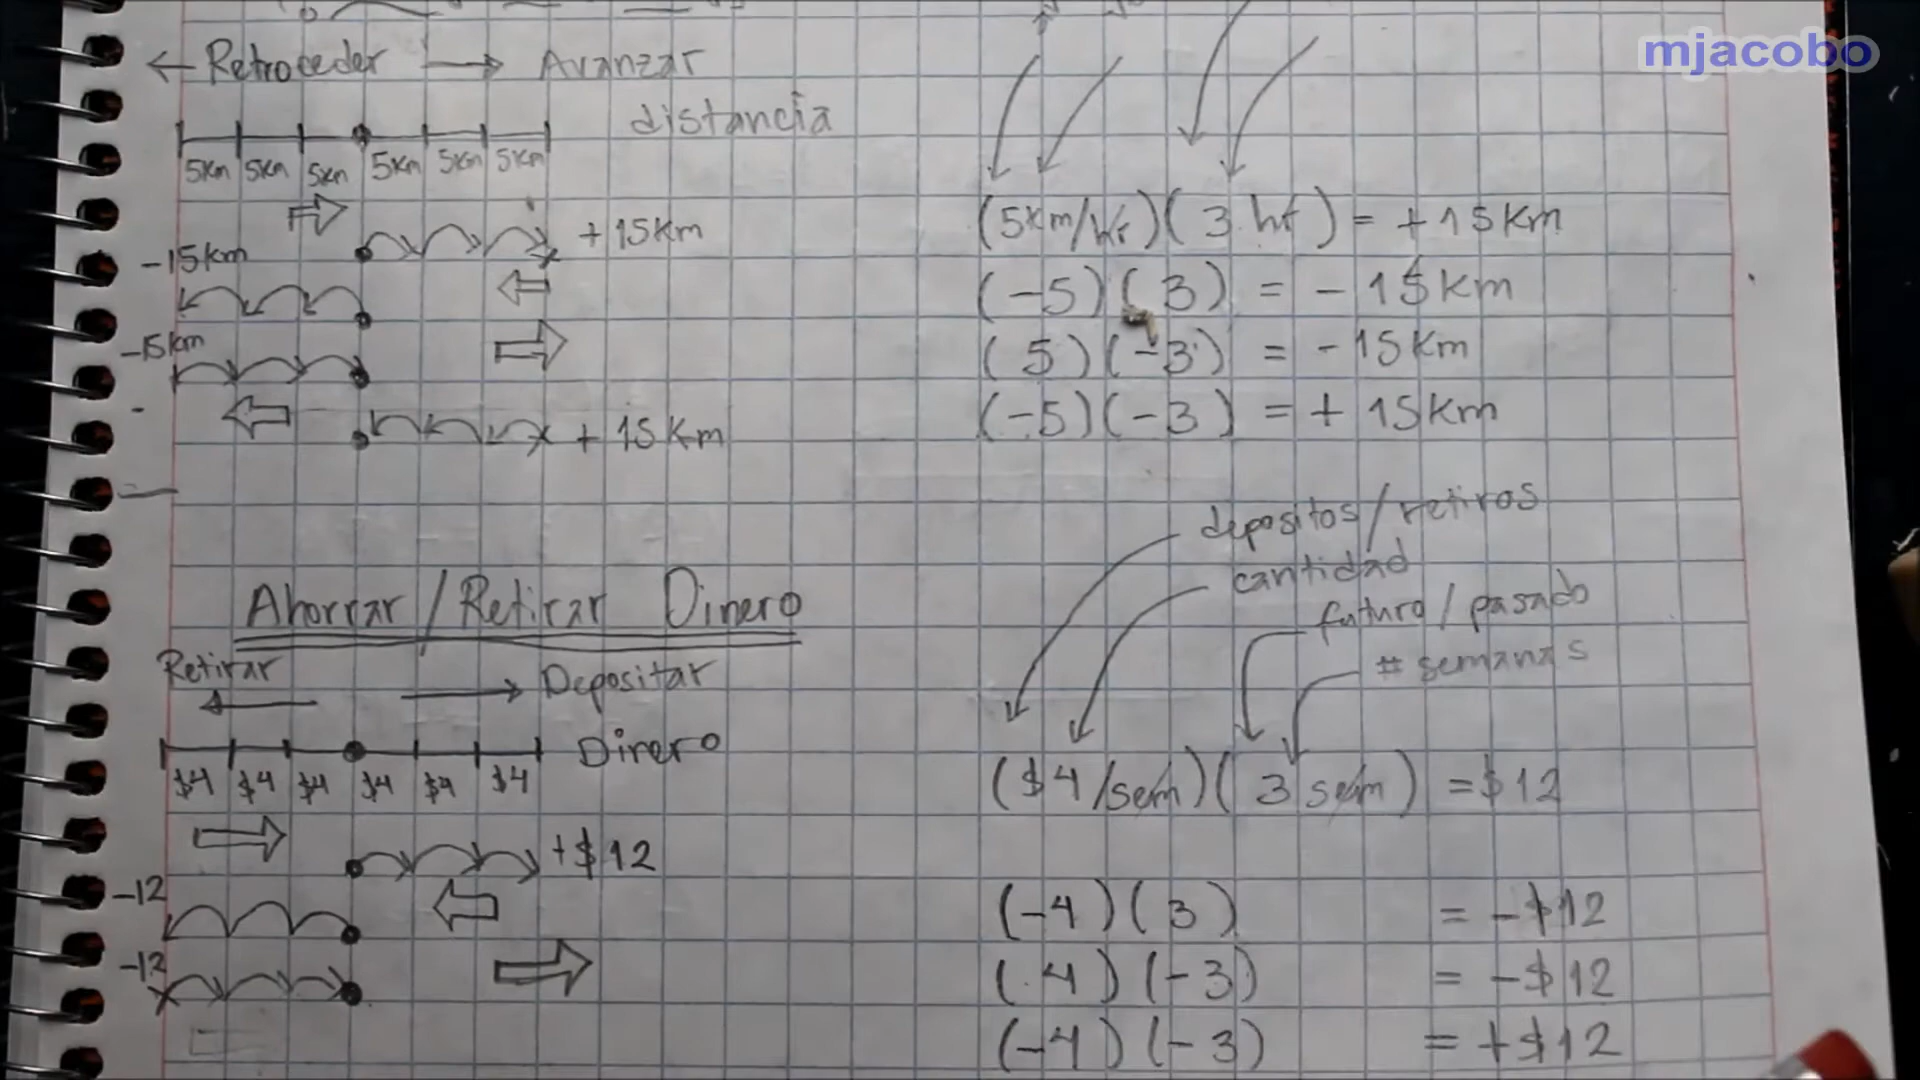 mjacobo
← Retroceder → Avanzar
distancia
5km 5km 5km 5km 5km 5km
+15km
-15km
-15km
+ 15 Km
(5km/hr)(3 hr) = +15Km
(-5)(3) = -15km
(5)(-3) = -15Km
(-5)(-3) = + 15km
Ahorrar / Retirar Dinero
Retirar
→ Depositar
Dinero
$4 $4 $4 $4 $4 $4
+$12
-12
-12
depositos/retiros
cantidad
futuro/pasado
# semanas
($4/sem)(3 sem) = $12
(-4)(3) = -$12
(4)(-3) = -$12
(-4)(-3) = +$12